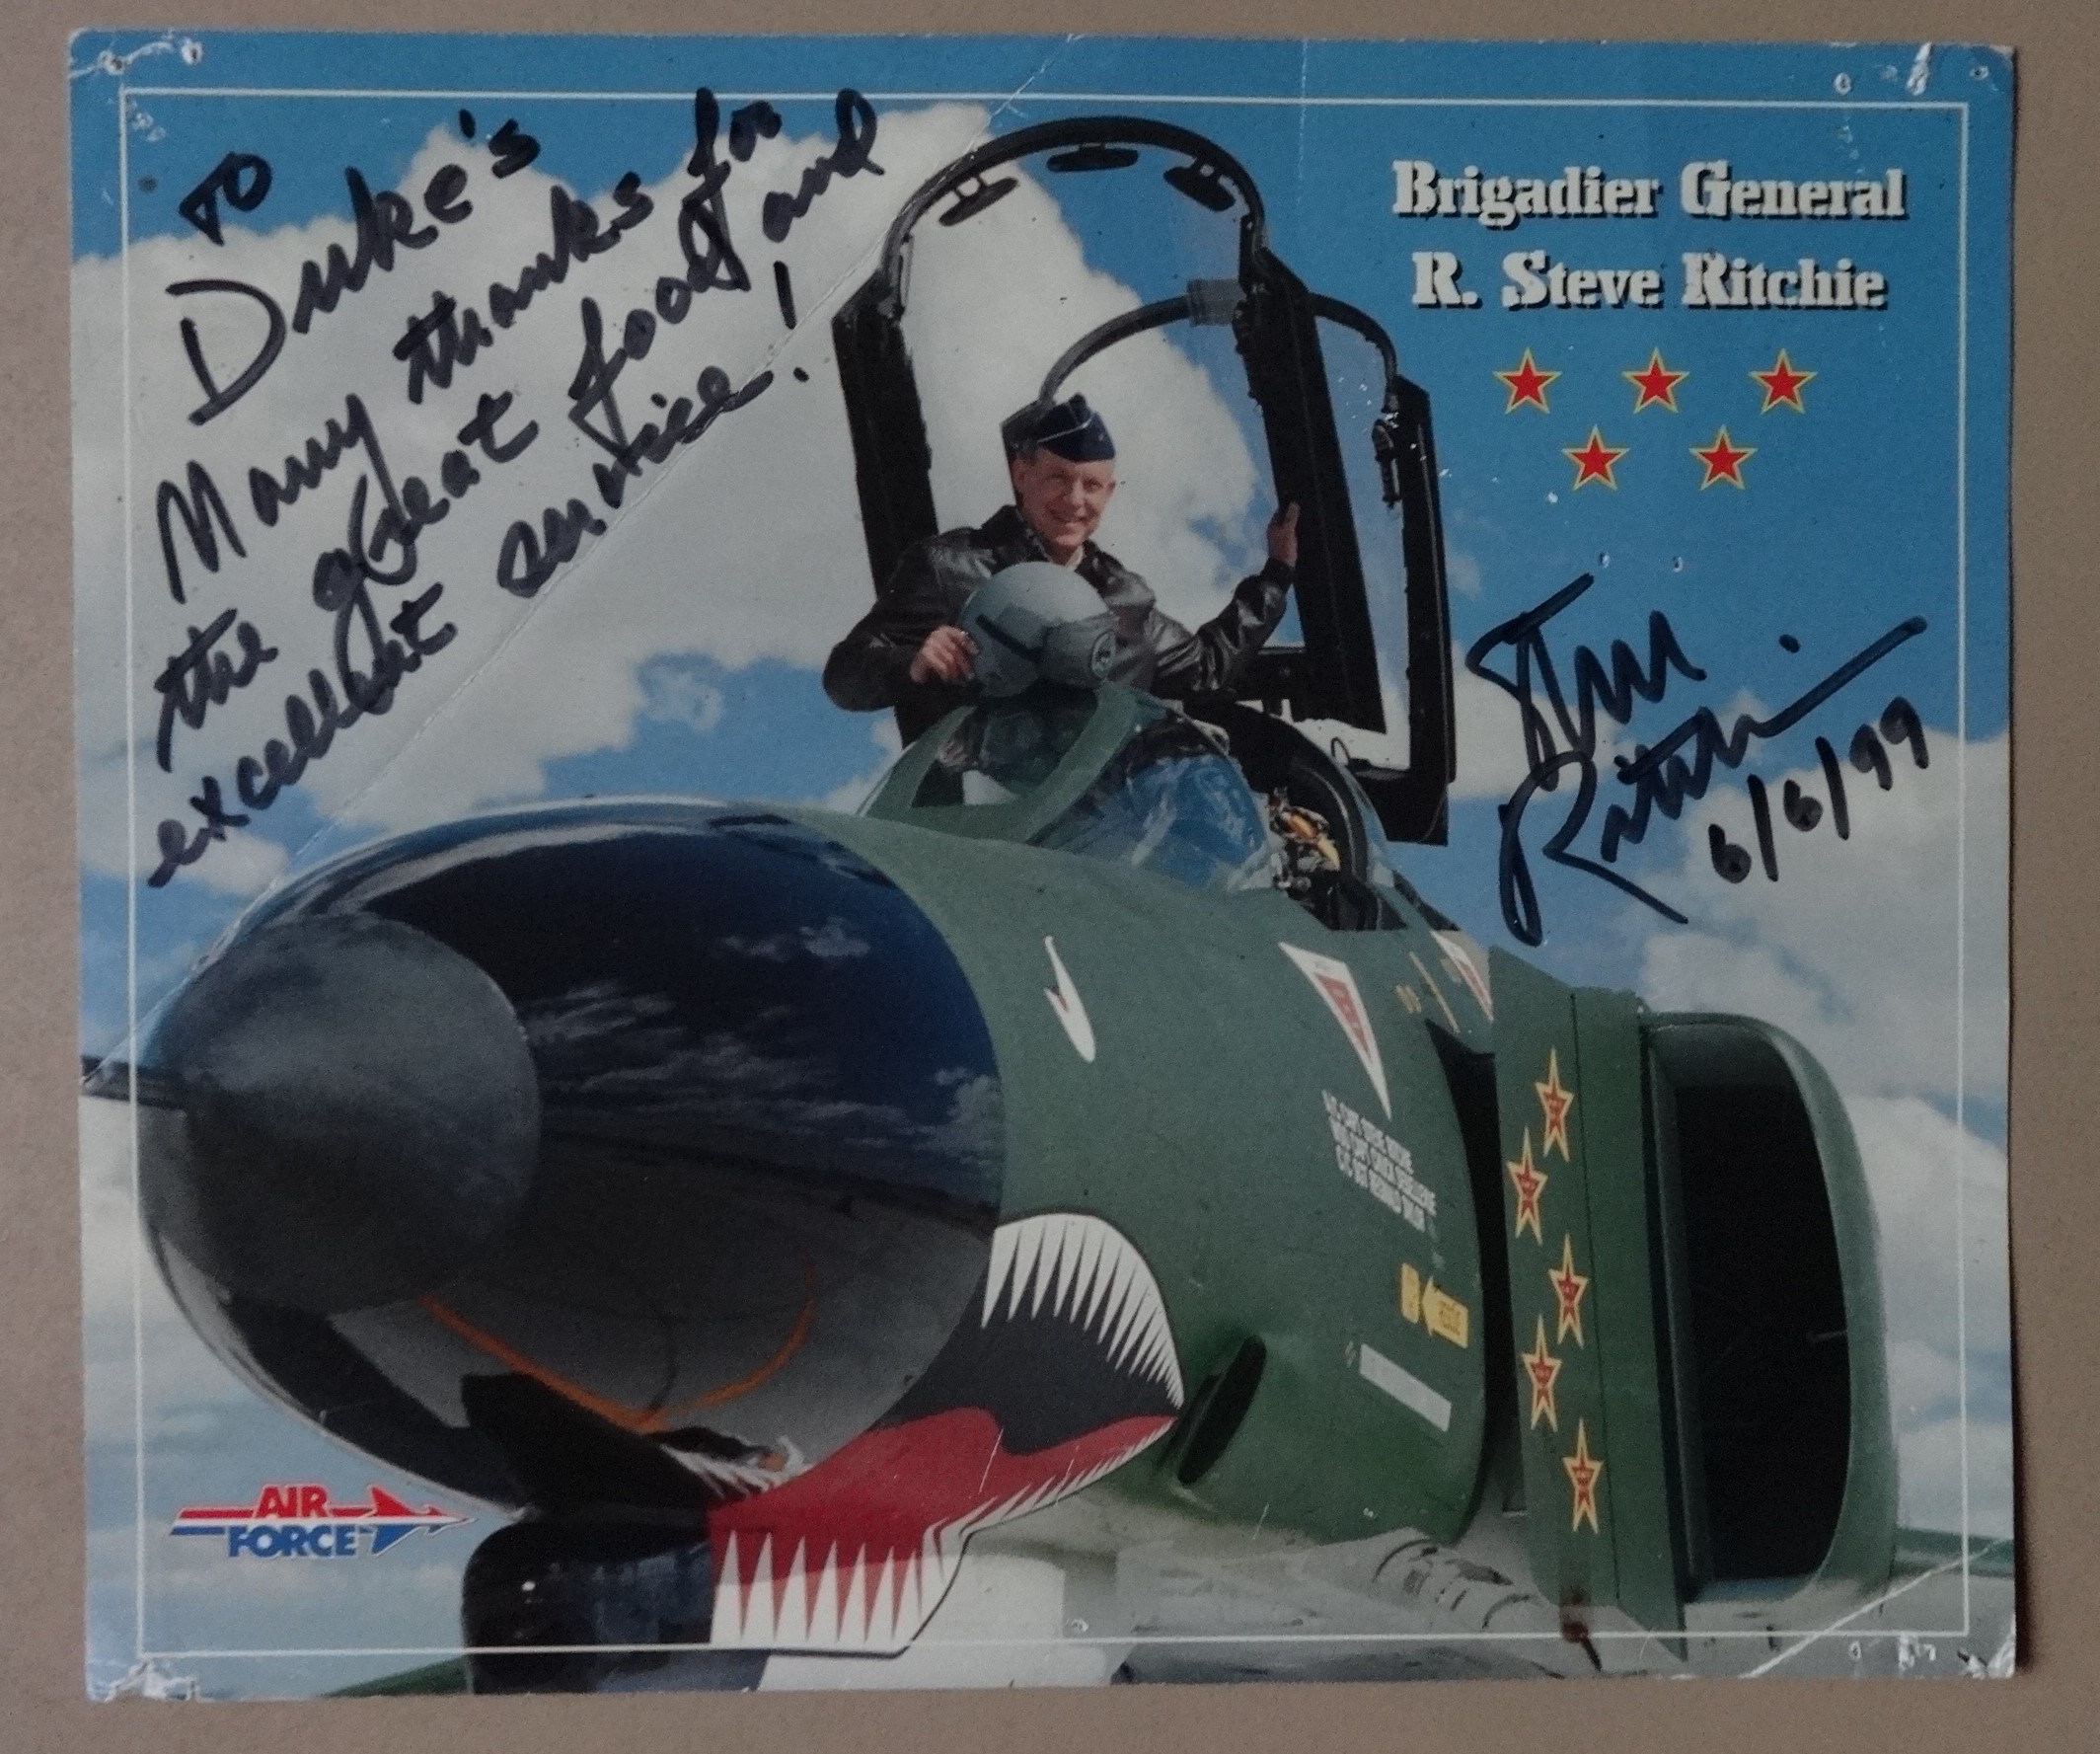 To
Duke's
Many thanks for
the great food and
excellent service!
Brigadier General
R. Steve Ritchie
Steve
Ritchie
6/6/99
AIR
FORCE